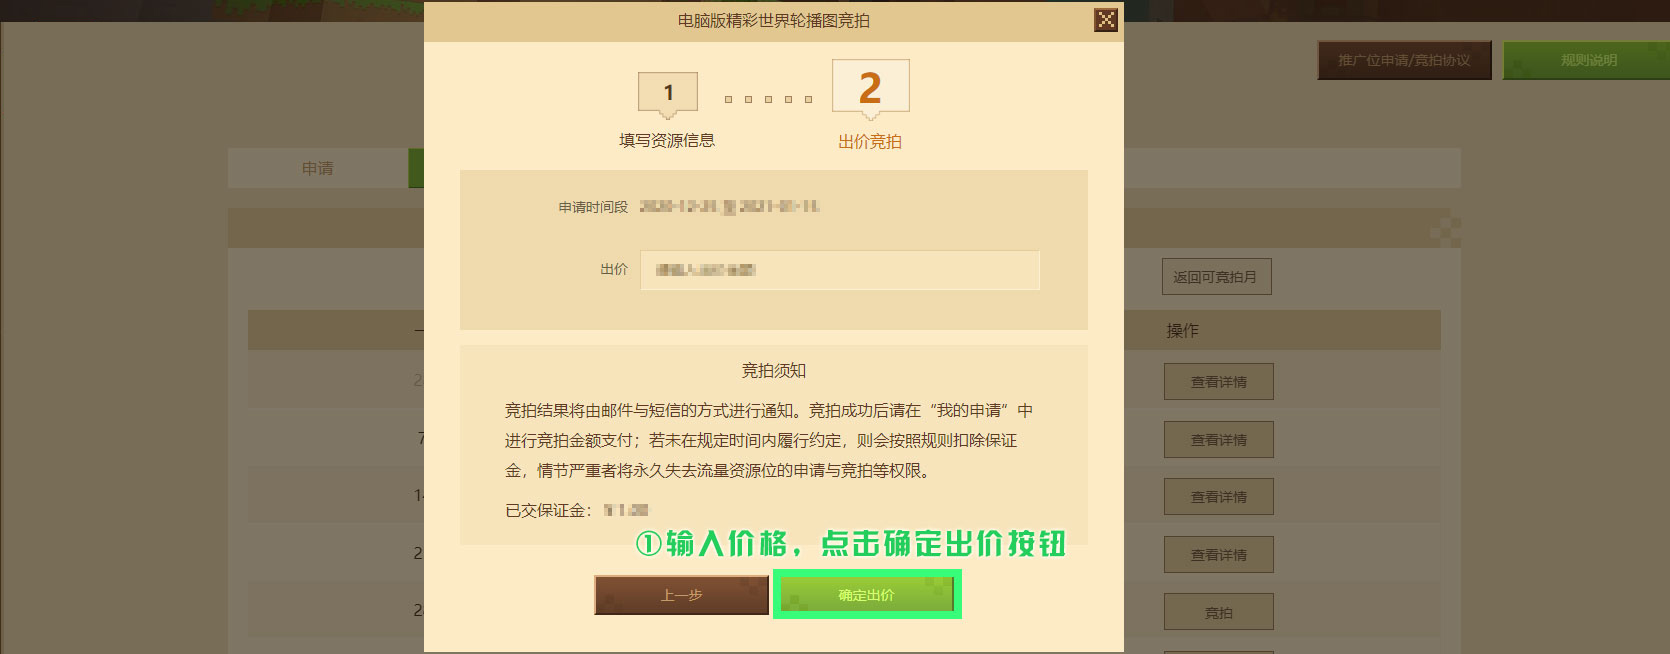 电脑版精彩世界轮播图竞拍
推广位申请/竞拍协议
规则说明
1
2
填写资源信息
出价竞拍
申请
申请时间段
出价
返回可竞拍月
一
操作
竞拍须知
查看详情
竞拍结果将由邮件与短信的方式进行通知。竞拍成功后请在“我的申请”中
进行竞拍金额支付；若未在规定时间内履行约定，则会按照规则扣除保证
金，情节严重者将永久失去流量资源位的申请与竞拍等权限。
7
查看详情
查看详情
已交保证金：
①输入价格，点击确定出价按钮
查看详情
上一步
确定出价
竞拍